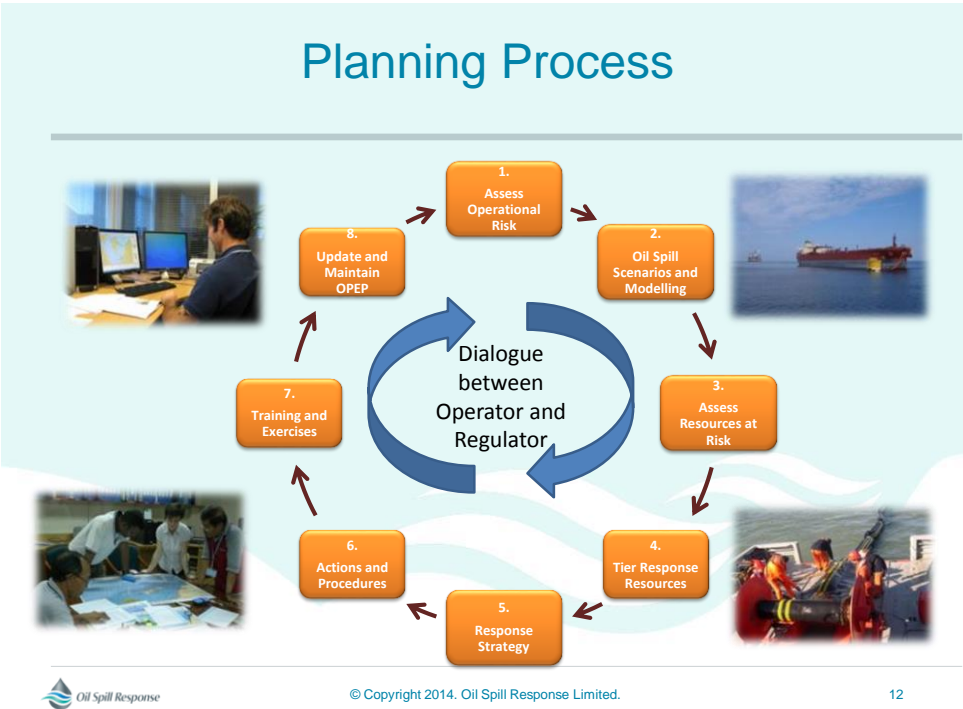 Planning Process
1.
Assess
Operational
Risk
2.
Oil Spill
Scenarios and
Modelling
3.
Assess
Resources at
Risk
4.
Tier Response
Resources
5.
Response
Strategy
6.
Actions and
Procedures
7.
Training and
Exercises
8.
Update and
Maintain
OPEP
Dialogue
between
Operator and
Regulator
Oil Spill Response
© Copyright 2014. Oil Spill Response Limited.
12